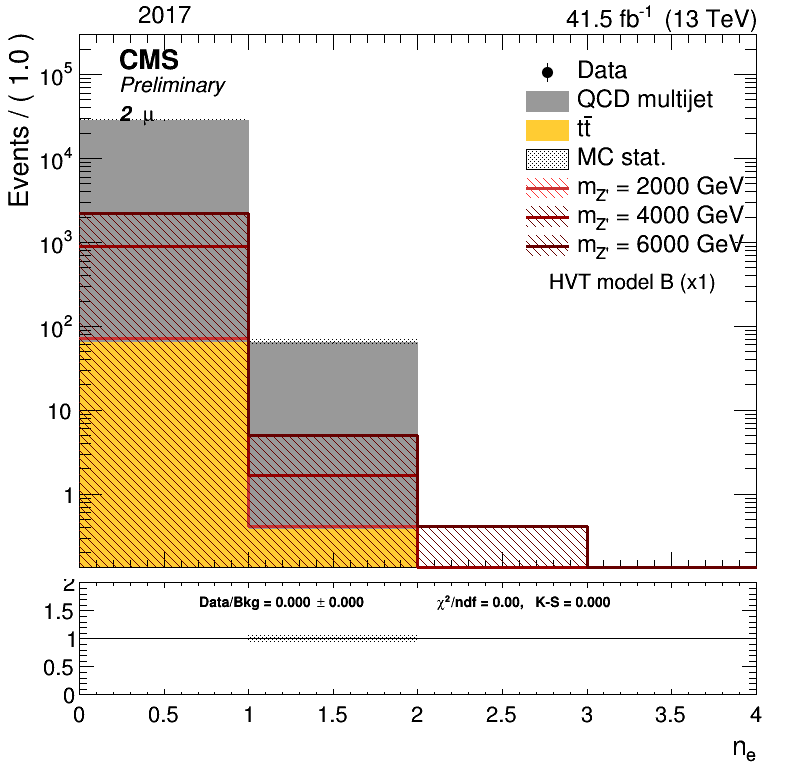 2017 41.5 fb⁻¹ (13 TeV)
CMS
Preliminary
2 μ
Data
QCD multijet
tt̄
MC stat.
m_Z' = 2000 GeV
m_Z' = 4000 GeV
m_Z' = 6000 GeV
HVT model B (x1)
Events / ( 1.0 )
10⁵
10⁴
10³
10²
10
1
Data/Bkg = 0.000 ± 0.000 χ²/ndf = 0.00, K-S = 0.000
2
1.5
1
0.5
0
0 0.5 1 1.5 2 2.5 3 3.5 4
n_e